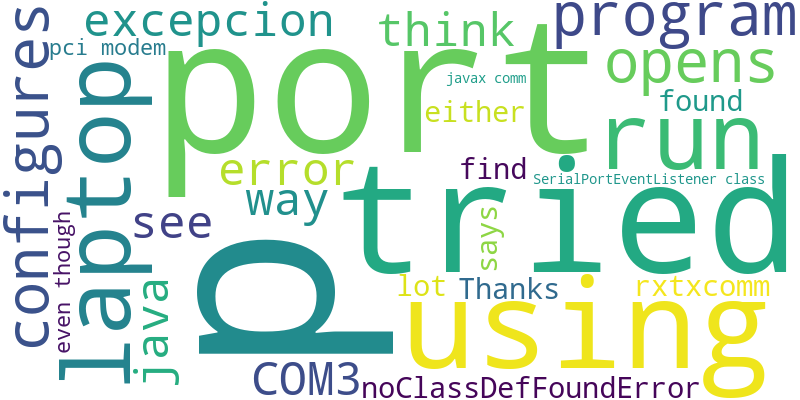 excepcion
program
configures
pci modem
port
think
opens
javax comm
laptop
found
either
run
error
find
tried
SerialPortEventListener class
way
see
says
even though
p
java
lot
Thanks
rxtxcomm
using
COM3
noClassDefFoundError